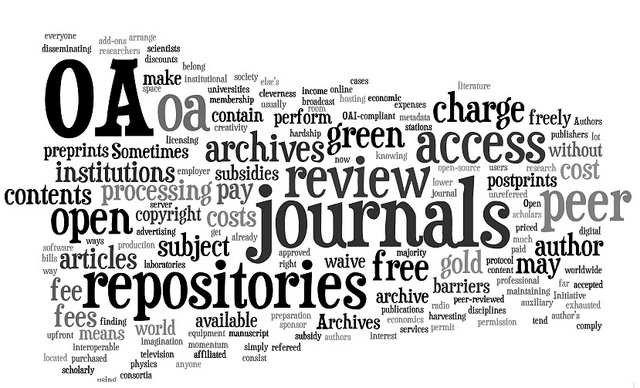 everyone
add-ons arrange
disseminating researchers scientists
discounts
OA oa make belong
space institutional society else's cases
universities cleverness income online literature
membership usually broadcast hosting economic
room expenses
contain perform OAI-compliant metadata charge freely Authors
creativity hardship stations publishers lot
licensing
preprints Sometimes archives green access without
now knowing
institutions employer subsidies review open-source users research cost
lower postprints
contents processing pay journal unrefereed peer
server journals Open
open copyright costs scholars
advertising priced digital
get already much author
software ways production subject approved majority paid
bills articles laboratories right waive free gold protocol may worldwide
way content
fee repositories barriers professional far accepted
archive peer-reviewed maintaining Initiative
publications radio disciplines auxiliary exhausted
fees finding available preparation Archives economics harvesting author's
upfront means world sponsor services permit permission tend comply
imagination equipment manuscript subsidy authors interest
interoperable momentum simply refereed
located purchased television affiliated consist
physics anyone
scholarly consortia
using